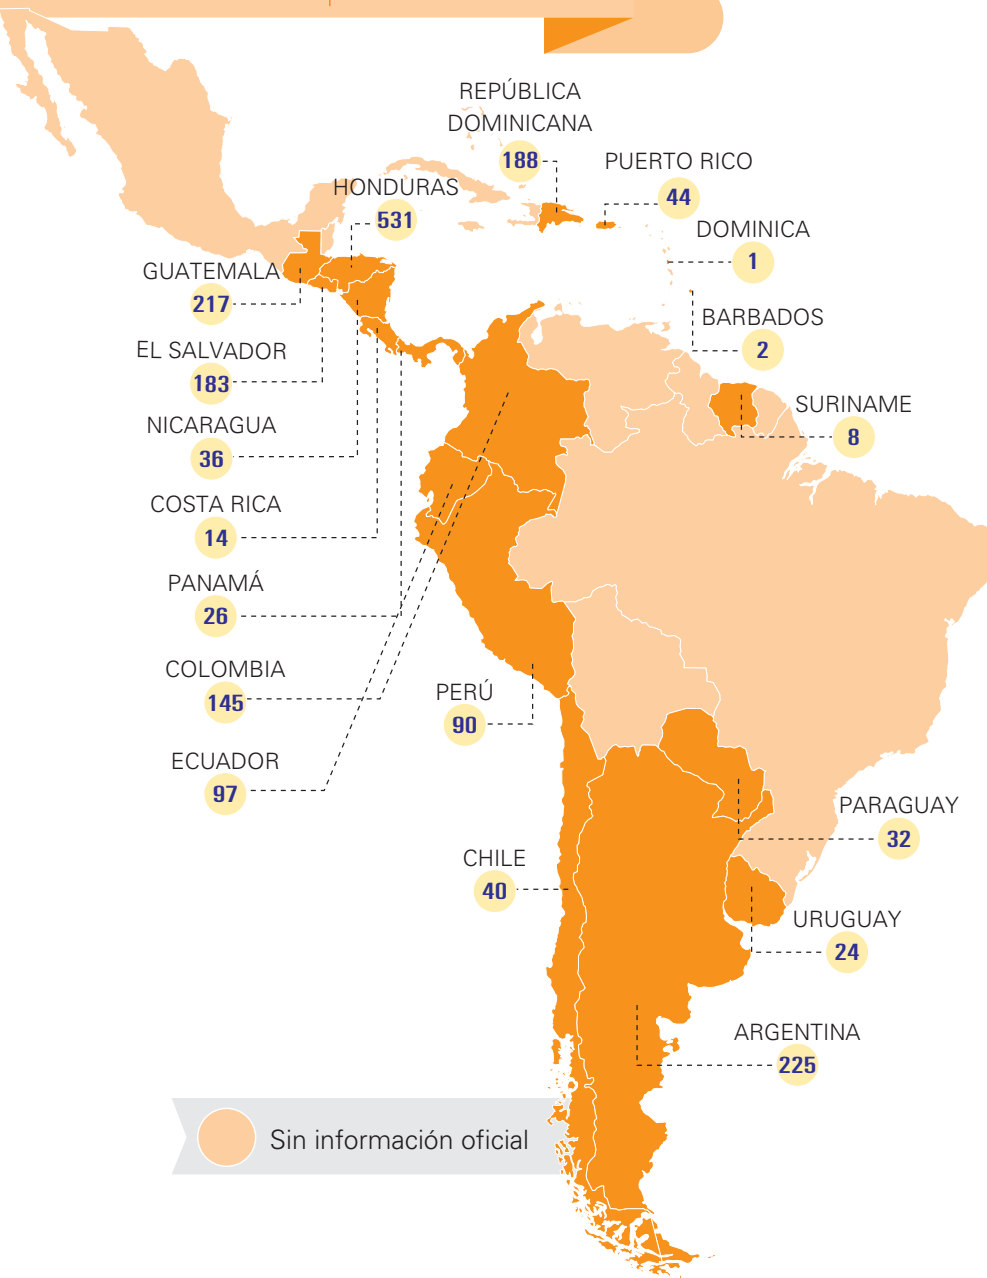 REPÚBLICA
DOMINICANA
188
PUERTO RICO
44
HONDURAS
531
DOMINICA
1
GUATEMALA
217
BARBADOS
2
EL SALVADOR
183
SURINAME
8
NICARAGUA
36
COSTA RICA
14
PANAMÁ
26
COLOMBIA
145
PERÚ
90
ECUADOR
97
PARAGUAY
32
CHILE
40
URUGUAY
24
ARGENTINA
225
Sin información oficial